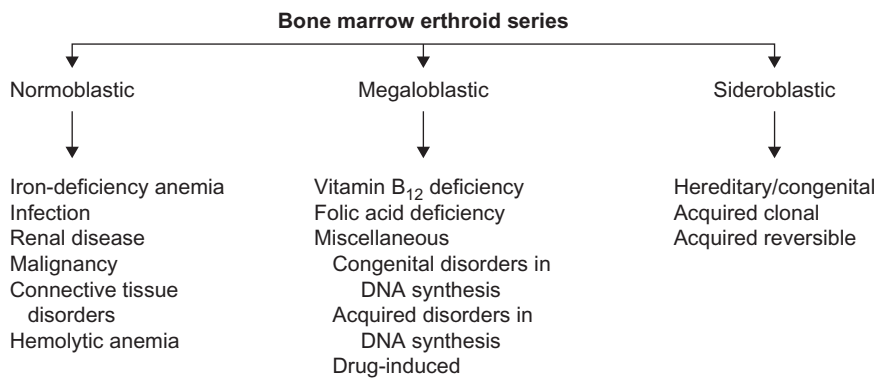 Bone marrow erthroid series
Normoblastic
Megaloblastic
Sideroblastic
Iron-deficiency anemia
Infection
Renal disease
Malignancy
Connective tissue
disorders
Hemolytic anemia
Vitamin B12 deficiency
Folic acid deficiency
Miscellaneous
Congenital disorders in
DNA synthesis
Acquired disorders in
DNA synthesis
Drug-induced
Hereditary/congenital
Acquired clonal
Acquired reversible